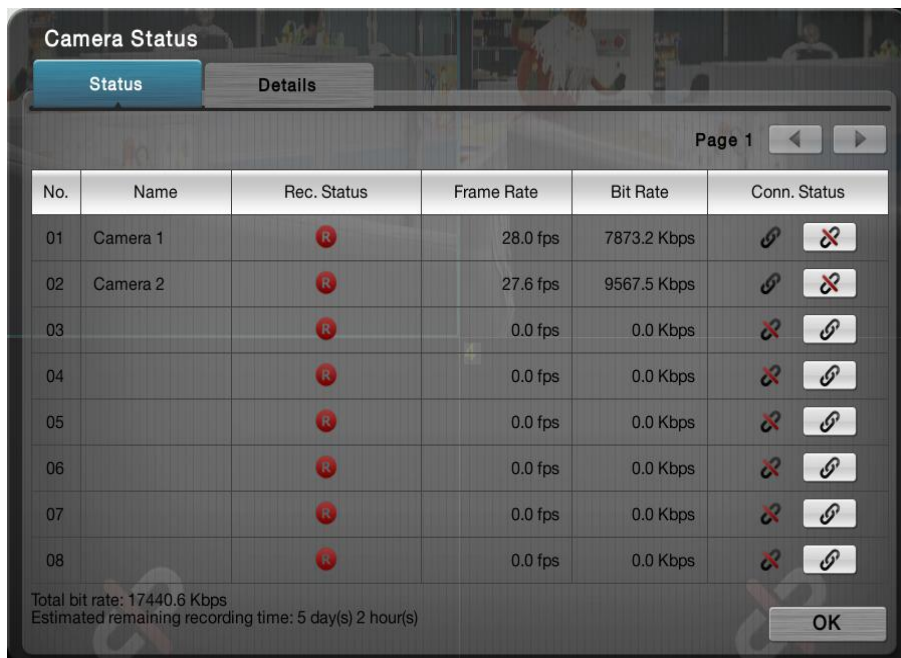 Camera Status
Status Details
Page 1
No. Name Rec. Status Frame Rate Bit Rate Conn. Status
01 Camera 1 R 28.0 fps 7873.2 Kbps
02 Camera 2 R 27.6 fps 9567.5 Kbps
03 R 0.0 fps 0.0 Kbps
4
04 R 0.0 fps 0.0 Kbps
05 R 0.0 fps 0.0 Kbps
06 R 0.0 fps 0.0 Kbps
07 R 0.0 fps 0.0 Kbps
08 R 0.0 fps 0.0 Kbps
Total bit rate: 17440.6 Kbps
Estimated remaining recording time: 5 day(s) 2 hour(s)
OK